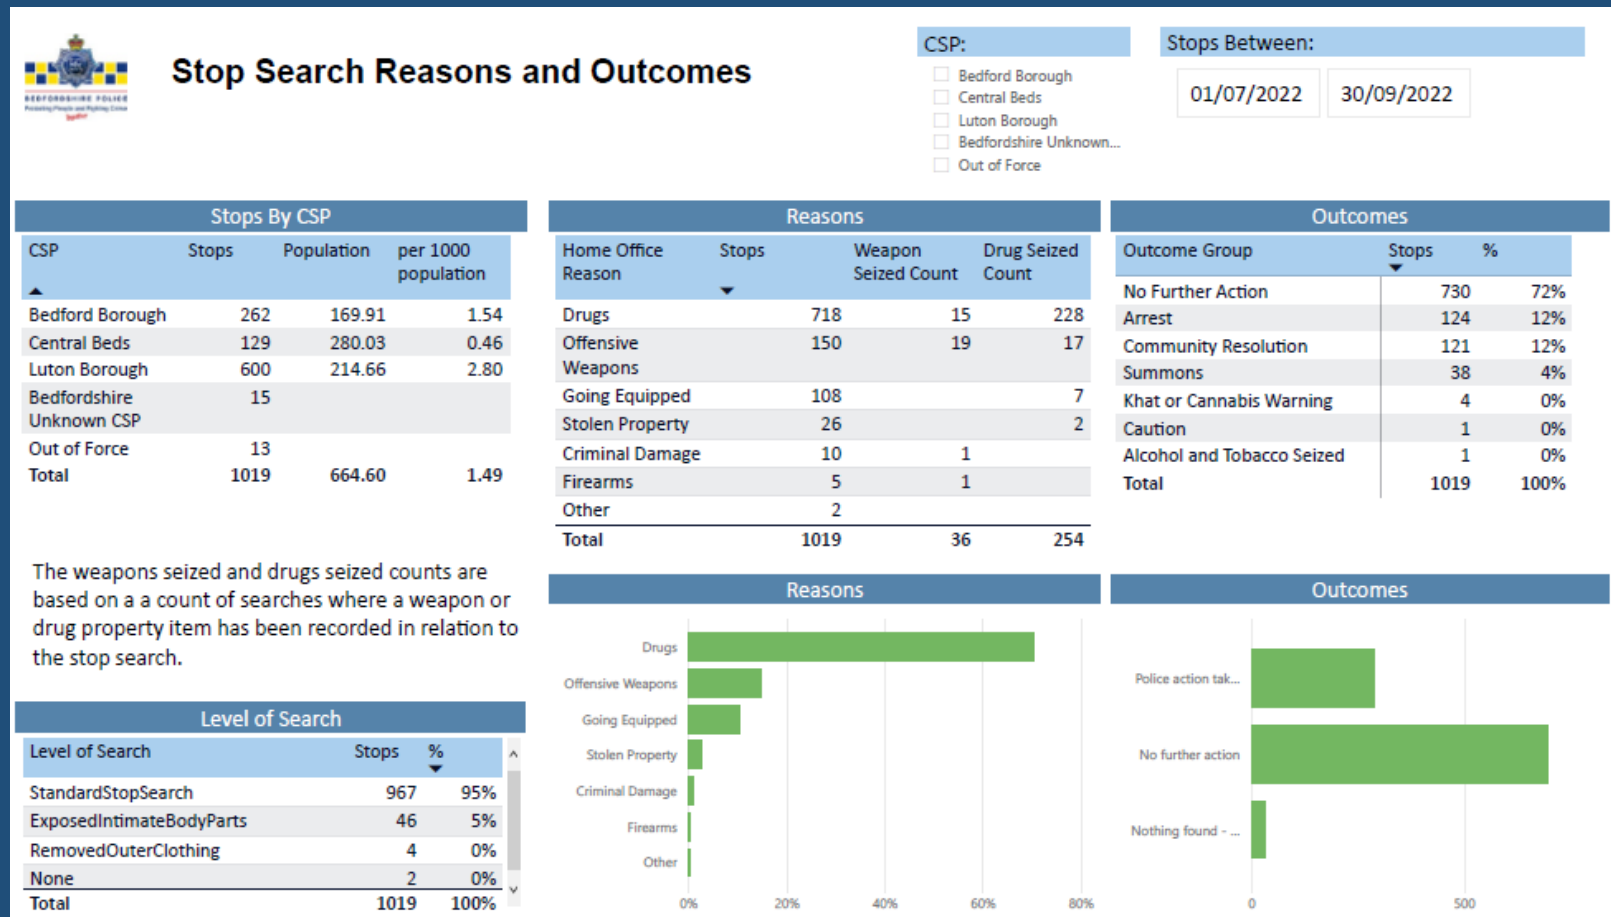 Stop Search Reasons and Outcomes
BEDFORDSHIRE POLICE
CSP:
Bedford Borough
Central Beds
Luton Borough
Bedfordshire Unknown...
Out of Force
Stops Between:
01/07/2022 30/09/2022
Stops By CSP
CSP Stops Population per 1000 population
Bedford Borough 262 169.91 1.54
Central Beds 129 280.03 0.46
Luton Borough 600 214.66 2.80
Bedfordshire Unknown CSP 15
Out of Force 13
Total 1019 664.60 1.49
The weapons seized and drugs seized counts are
based on a a count of searches where a weapon or
drug property item has been recorded in relation to
the stop search.
Level of Search
Level of Search Stops %
StandardStopSearch 967 95%
ExposedIntimateBodyParts 46 5%
RemovedOuterClothing 4 0%
None 2 0%
Total 1019 100%
Reasons
Home Office Reason Stops Weapon Seized Count Drug Seized Count
Drugs 718 15 228
Offensive Weapons 150 19 17
Going Equipped 108 7
Stolen Property 26 2
Criminal Damage 10 1
Firearms 5 1
Other 2
Total 1019 36 254
Reasons
Drugs
Offensive Weapons
Going Equipped
Stolen Property
Criminal Damage
Firearms
Other
0% 20% 40% 60% 80%
Outcomes
Outcome Group Stops %
No Further Action 730 72%
Arrest 124 12%
Community Resolution 121 12%
Summons 38 4%
Khat or Cannabis Warning 4 0%
Caution 1 0%
Alcohol and Tobacco Seized 1 0%
Total 1019 100%
Outcomes
Police action tak...
No further action
Nothing found - ...
0 500